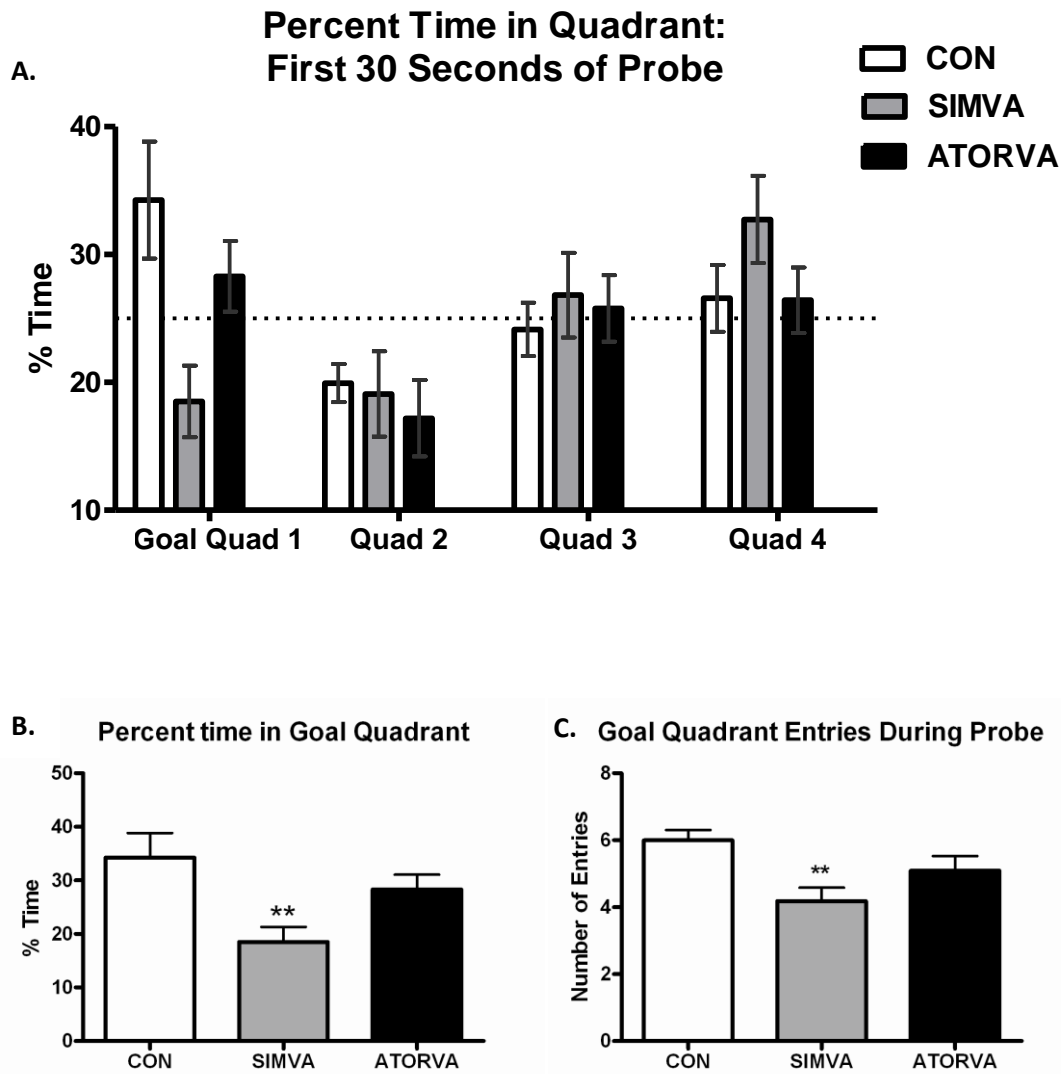 A.
Percent Time in Quadrant:
First 30 Seconds of Probe
CON
SIMVA
ATORVA
% Time
40
30
20
10
Goal Quad 1 Quad 2 Quad 3 Quad 4
B.
Percent time in Goal Quadrant
% Time
50
40
30
20
10
0
**
CON SIMVA ATORVA
C.
Goal Quadrant Entries During Probe
Number of Entries
8
6
4
2
0
**
CON SIMVA ATORVA